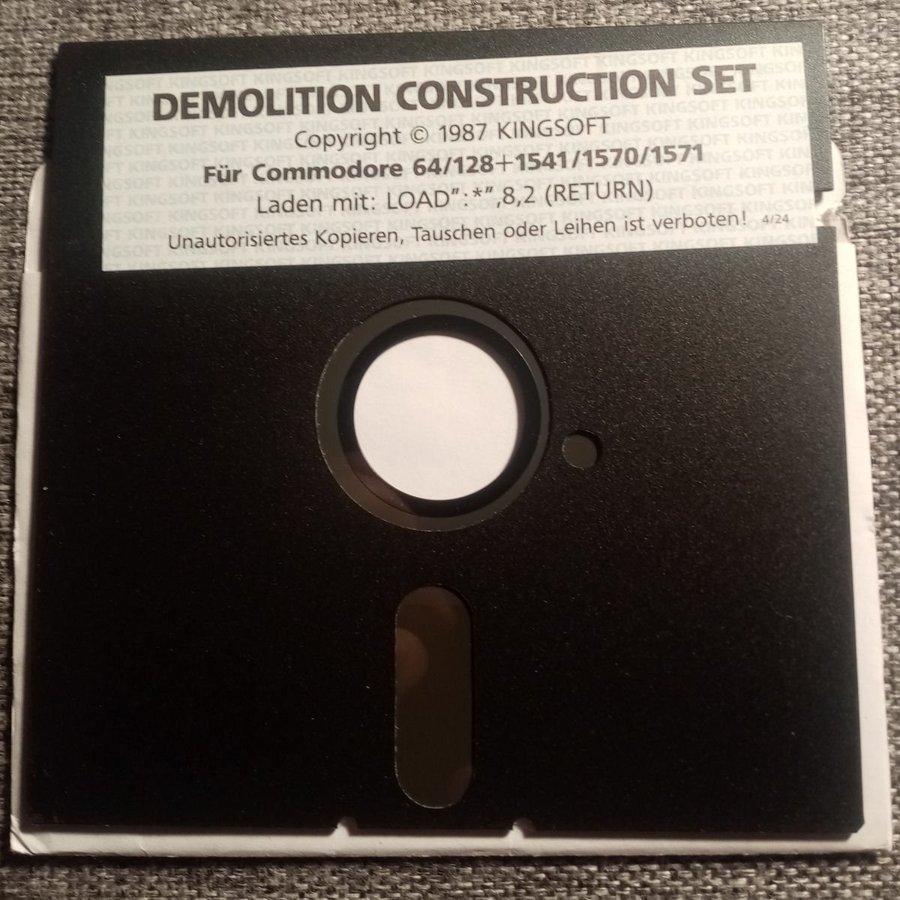 DEMOLITION CONSTRUCTION SET
Copyright © 1987 KINGSOFT
Für Commodore 64/128+1541/1570/1571
Laden mit: LOAD":*",8,2 (RETURN)
Unautorisiertes Kopieren, Tauschen oder Leihen ist verboten! 4/24